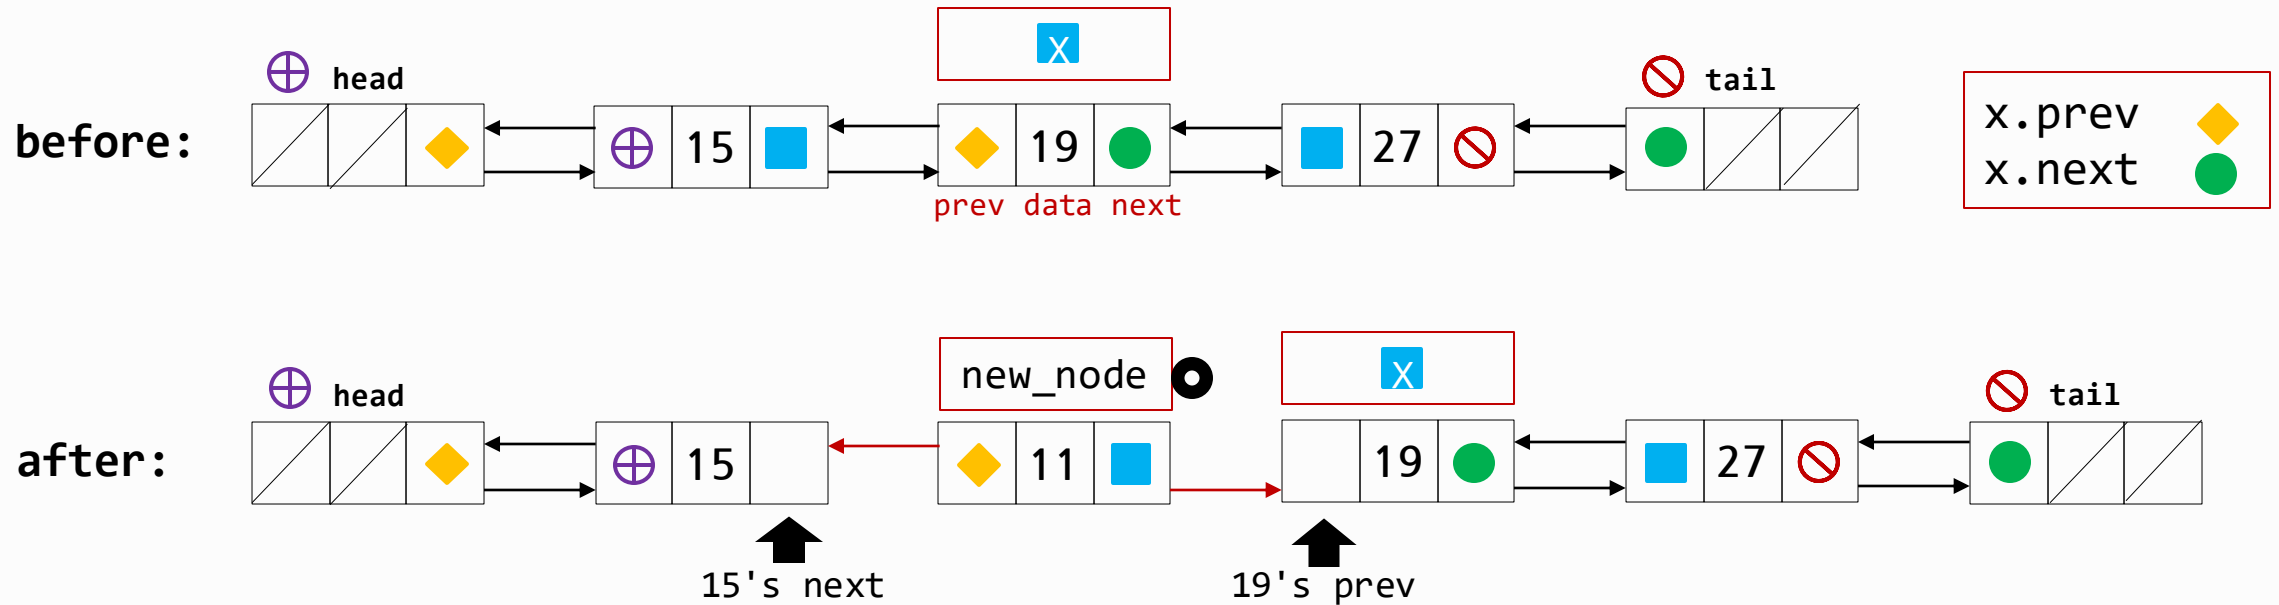 X
head
tail
before:
15
19
27
x.prev
x.next
prev data next
new_node
X
head
tail
after:
15
11
19
27
15's next
19's prev